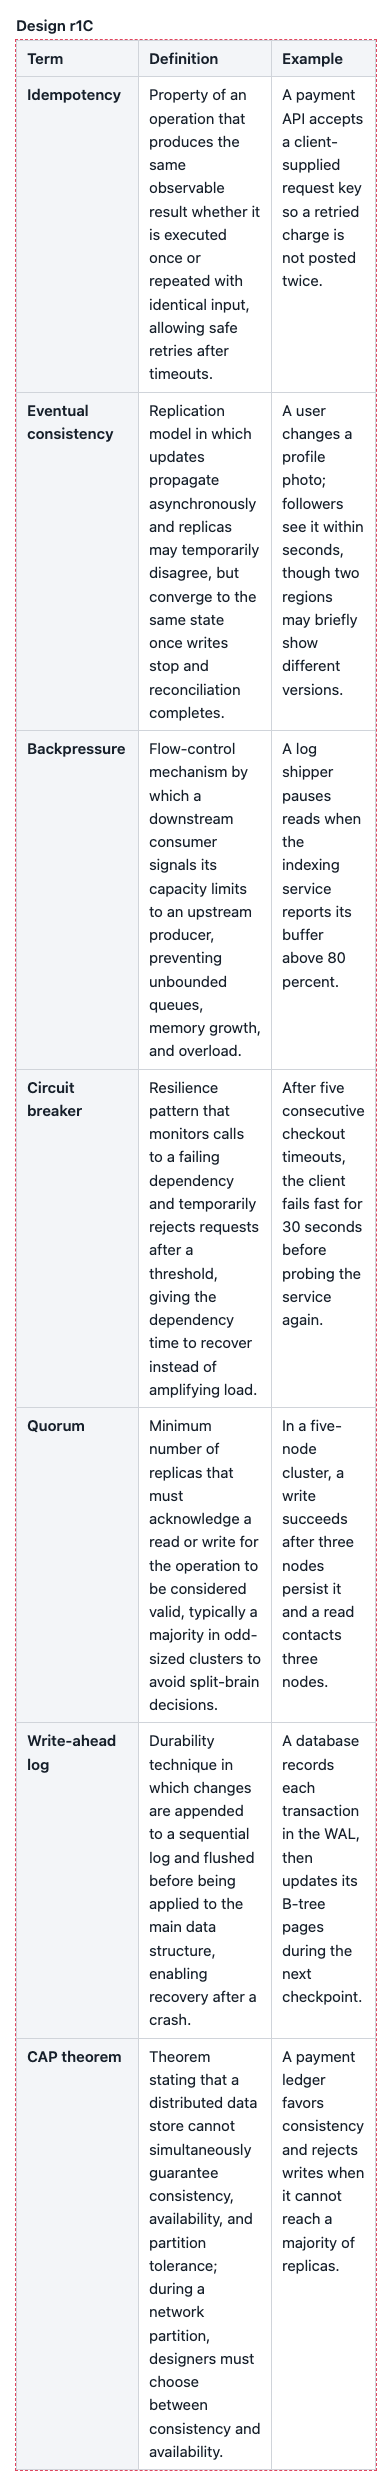 Design r1C
Term Definition Example
Idempotency
Property of an
operation that
produces the
same
observable
result whether it
is executed
once or
repeated with
identical input,
allowing safe
retries after
timeouts.
A payment
API accepts
a client-
supplied
request key
so a retried
charge is
not posted
twice.
Eventual
consistency
Replication
model in which
updates
propagate
asynchronously
and replicas
may temporarily
disagree, but
converge to the
same state
once writes
stop and
reconciliation
completes.
A user
changes a
profile
photo;
followers
see it within
seconds,
though two
regions
may briefly
show
different
versions.
Backpressure
Flow-control
mechanism by
which a
downstream
consumer
signals its
capacity limits
to an upstream
producer,
preventing
unbounded
queues,
memory growth,
and overload.
A log
shipper
pauses
reads when
the
indexing
service
reports its
buffer
above 80
percent.
Circuit
breaker
Resilience
pattern that
monitors calls
to a failing
dependency
and temporarily
rejects requests
after a
threshold,
giving the
dependency
time to recover
instead of
amplifying load.
After five
consecutive
checkout
timeouts,
the client
fails fast for
30 seconds
before
probing the
service
again.
Quorum
Minimum
number of
replicas that
must
acknowledge a
read or write for
the operation to
be considered
valid, typically a
majority in odd-
sized clusters to
avoid split-brain
decisions.
In a five-
node
cluster, a
write
succeeds
after three
nodes
persist it
and a read
contacts
three
nodes.
Write-ahead
log
Durability
technique in
which changes
are appended
to a sequential
log and flushed
before being
applied to the
main data
structure,
enabling
recovery after a
crash.
A database
records
each
transaction
in the WAL,
then
updates its
B-tree
pages
during the
next
checkpoint.
CAP theorem
Theorem
stating that a
distributed data
store cannot
simultaneously
guarantee
consistency,
availability, and
partition
tolerance;
during a
network
partition,
designers must
choose
between
consistency and
availability.
A payment
ledger
favors
consistency
and rejects
writes when
it cannot
reach a
majority of
replicas.